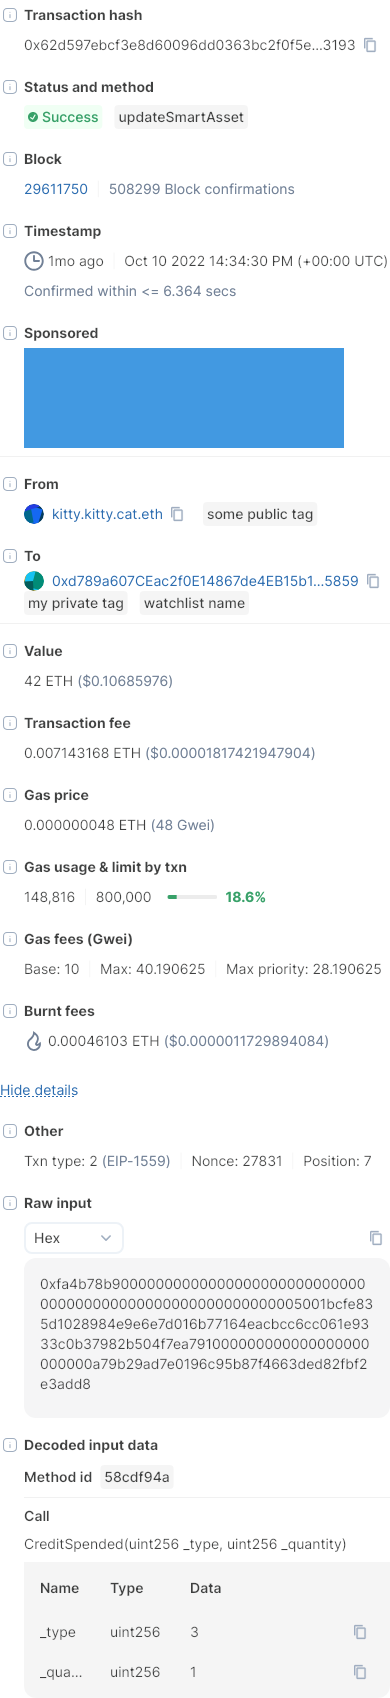 Transaction hash
0x62d597ebcf3e8d60096dd0363bc2f0f5e...3193
Status and method
Success updateSmartAsset
Block
29611750 508299 Block confirmations
Timestamp
1mo ago Oct 10 2022 14:34:30 PM (+00:00 UTC)
Confirmed within <= 6.364 secs
Sponsored
From
kitty.kitty.cat.eth some public tag
To
0xd789a607CEac2f0E14867de4EB15b1...5859
my private tag watchlist name
Value
42 ETH ($0.10685976)
Transaction fee
0.007143168 ETH ($0.00001817421947904)
Gas price
0.000000048 ETH (48 Gwei)
Gas usage & limit by txn
148,816 800,000 18.6%
Gas fees (Gwei)
Base: 10 Max: 40.190625 Max priority: 28.190625
Burnt fees
0.00046103 ETH ($0.0000011729894084)
Hide details
Other
Txn type: 2 (EIP-1559) Nonce: 27831 Position: 7
Raw input
Hex
0xfa4b78b90000000000000000000000000000
000000000000000000000000000005001bcfe83
5d1028984e9e6e7d016b77164eacbcc6cc061e93
33c0b37982b504f7ea791000000000000000000
000000a79b29ad7e0196c95b87f4663ded82fbf2
e3add8
Decoded input data
Method id 58cdf94a
Call
CreditSpended(uint256 _type, uint256 _quantity)
Name Type Data
_type uint256 3
_qua... uint256 1